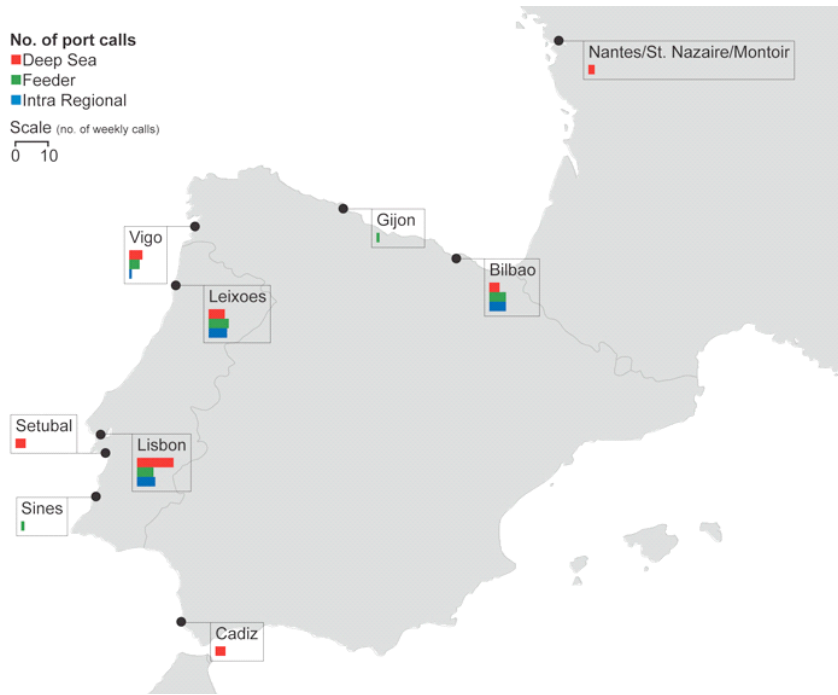 No. of port calls
Deep Sea
Feeder
Intra Regional
Scale (no. of weekly calls)
0 10
Nantes/St. Nazaire/Montoir
Gijon
Vigo
Bilbao
Leixoes
Setubal
Lisbon
Sines
Cadiz